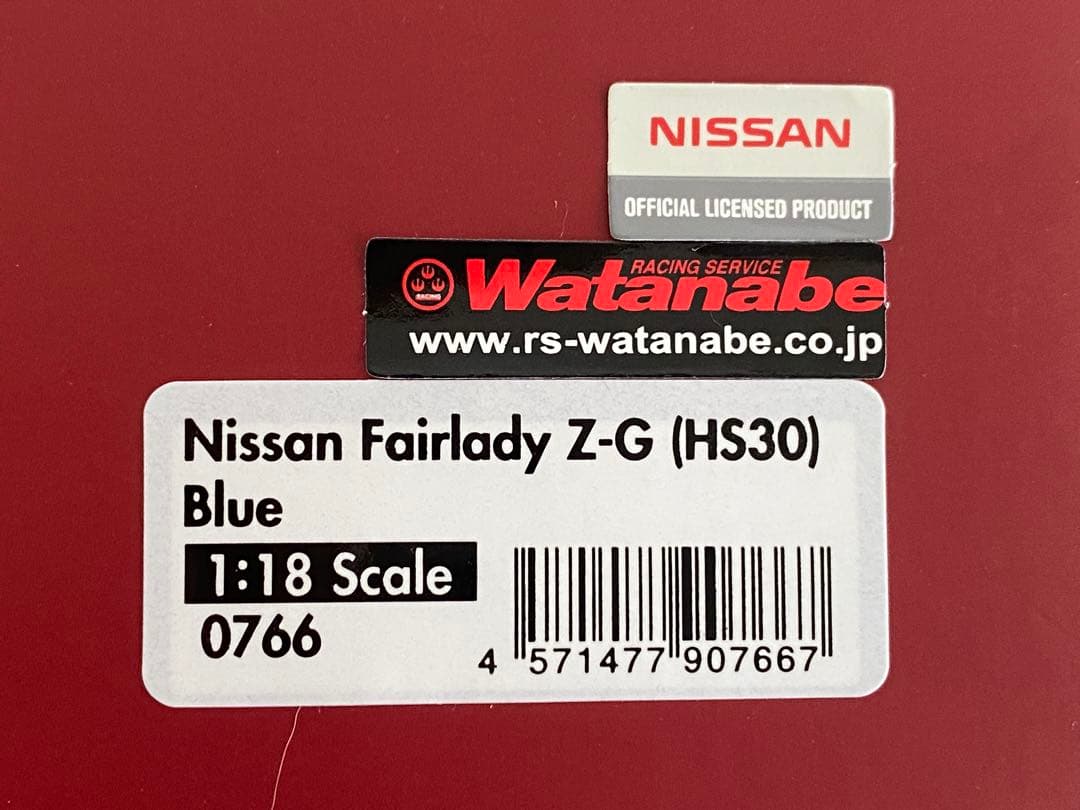 NISSAN
OFFICIAL LICENSED PRODUCT
RACING SERVICE
Watanabe
RACING
www.rs-watanabe.co.jp
Nissan Fairlady Z-G (HS30)
Blue
1:18 Scale
0766
4 571477 907667